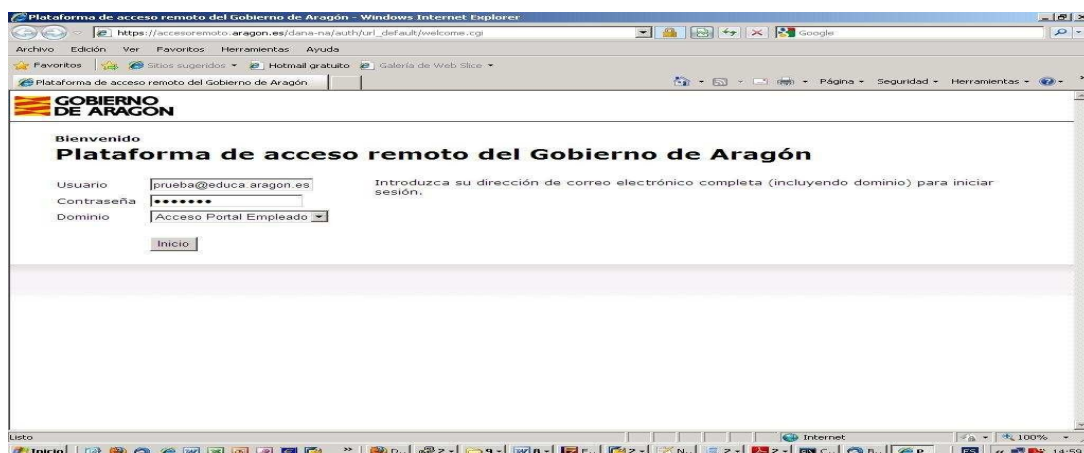 Plataforma de acceso remoto del Gobierno de Aragón - Windows Internet Explorer
https://accesoremoto.aragon.es/dana-na/auth/url_default/welcome.cgi
Google
Archivo Edición Ver Favoritos Herramientas Ayuda
Favoritos Sitios sugeridos Hotmail gratuito Galería de Web Slice
Plataforma de acceso remoto del Gobierno de Aragón
Página Seguridad Herramientas
GOBIERNO
DE ARAGON
Bienvenido
Plataforma de acceso remoto del Gobierno de Aragón
Usuario prueba@educa.aragon.es
Introduzca su dirección de correo electrónico completa (incluyendo dominio) para iniciar
sesión.
Contraseña •••••••
Dominio Acceso Portal Empleado
Inicio
Listo
Internet
100%
Inicio
ES
14:59